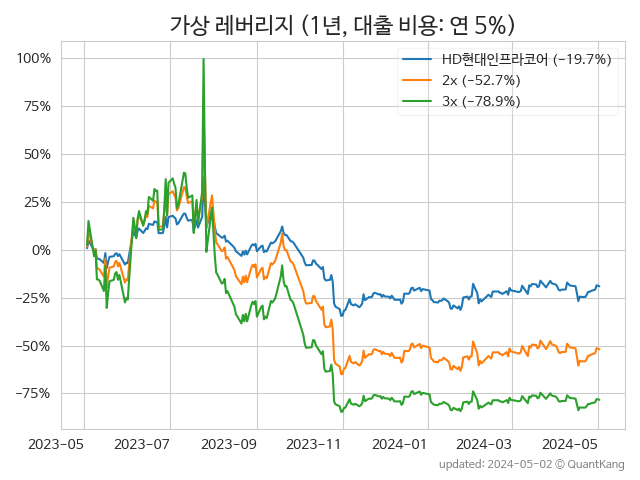 가상 레버리지 (1년, 대출 비용: 연 5%)
HD현대인프라코어 (−19.7%)
2x (−52.7%)
3x (−78.9%)
100%
75%
50%
25%
0%
−25%
−50%
−75%
2023-05 2023-07 2023-09 2023-11 2024-01 2024-03 2024-05
updated: 2024-05-02 © QuantKang